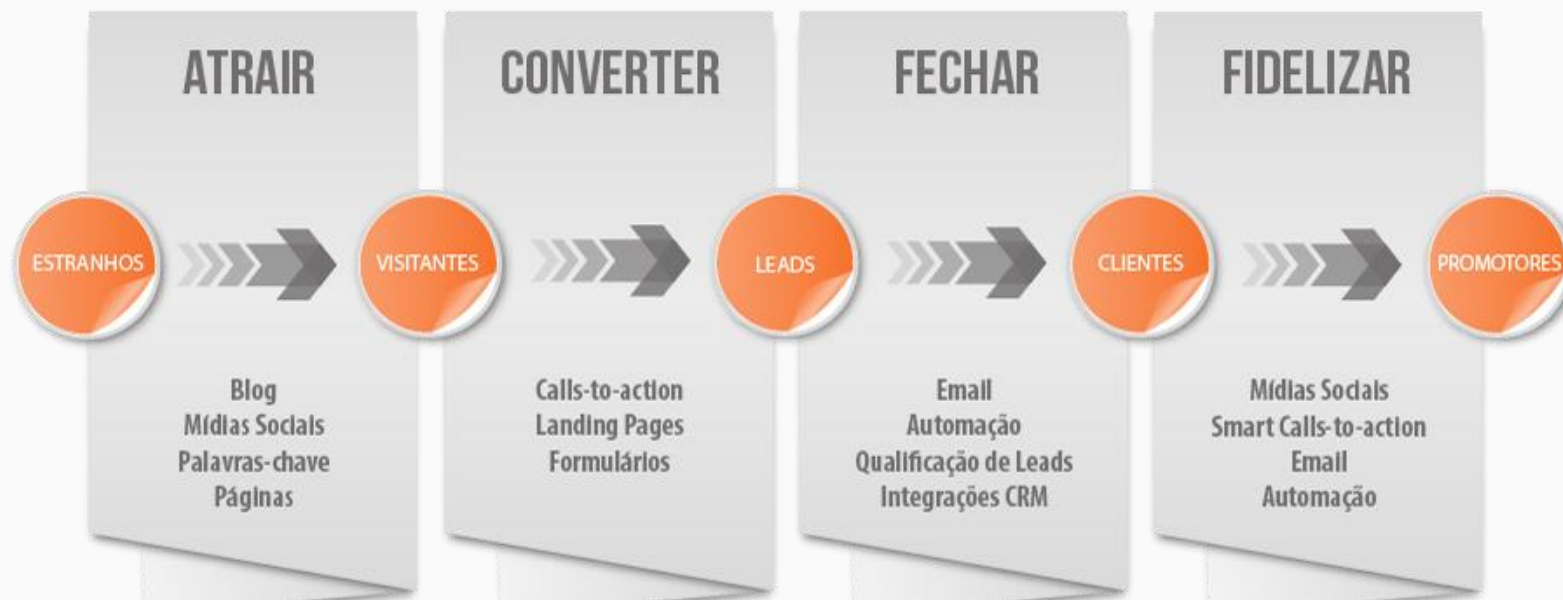 ATRAIR
CONVERTER
FECHAR
FIDELIZAR
ESTRANHOS
VISITANTES
LEADS
CLIENTES
PROMOTORES
Blog
Mídias Sociais
Palavras-chave
Páginas
Calls-to-action
Landing Pages
Formulários
Email
Automação
Qualificação de Leads
Integrações CRM
Mídias Sociais
Smart Calls-to-action
Email
Automação